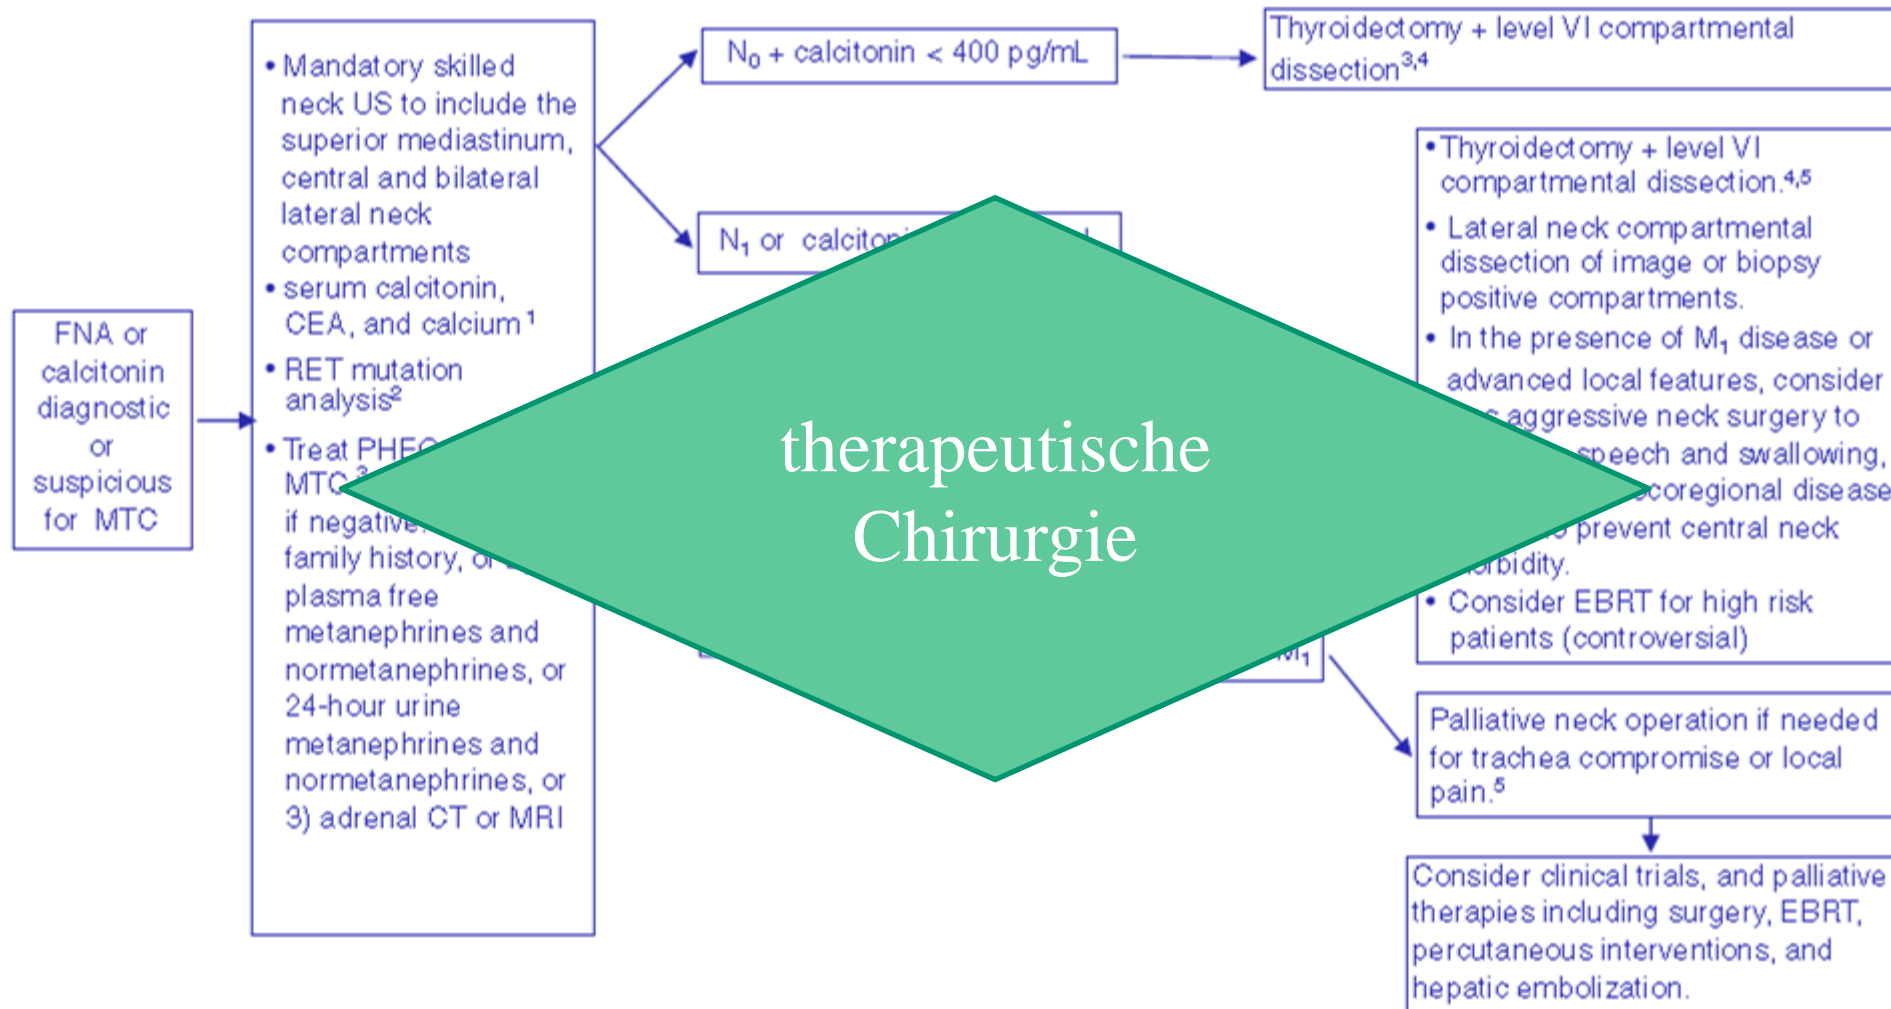 FNA or
calcitonin
diagnostic
or
suspicious
for MTC
• Mandatory skilled
neck US to include the
superior mediastinum,
central and bilateral
lateral neck
compartments
• serum calcitonin,
CEA, and calcium¹
• RET mutation
analysis²
• Treat
MTC
if negative
family history, or
plasma free
metanephrines and
normetanephrines, or
24-hour urine
metanephrines and
normetanephrines, or
3) adrenal CT or MRI
N₀ + calcitonin < 400 pg/mL
N₁ or
Thyroidectomy + level VI compartmental
dissection³,⁴
therapeutische
Chirurgie
M₁
• Thyroidectomy + level VI
compartmental dissection.⁴,⁵
• Lateral neck compartmental
dissection of image or biopsy
positive compartments.
• In the presence of M₁ disease or
advanced local features, consider
aggressive neck surgery to
speech and swallowing,
disease
prevent central neck
• Consider EBRT for high risk
patients (controversial)
Palliative neck operation if needed
for trachea compromise or local
pain.⁵
Consider clinical trials, and palliative
therapies including surgery, EBRT,
percutaneous interventions, and
hepatic embolization.